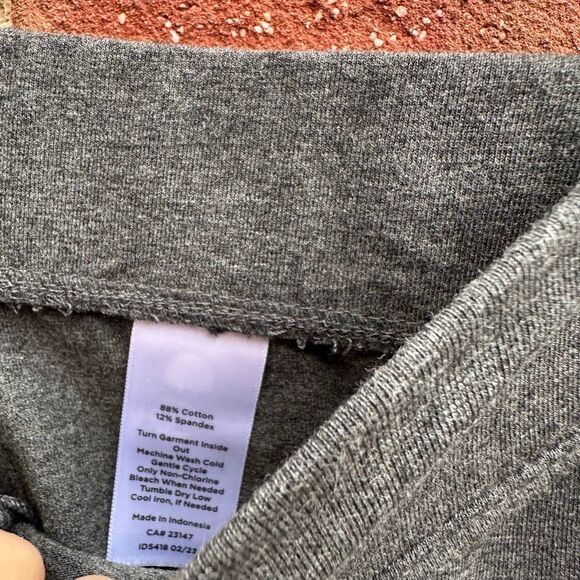 88% Cotton
12% Spandex
Turn Garment Inside
Out
Machine Wash Cold
Gentle Cycle
Only Non-Chlorine
Bleach When Needed
Tumble Dry Low
Cool Iron, If Needed
Made in Indonesia
CA# 23147
ID5418 02/23